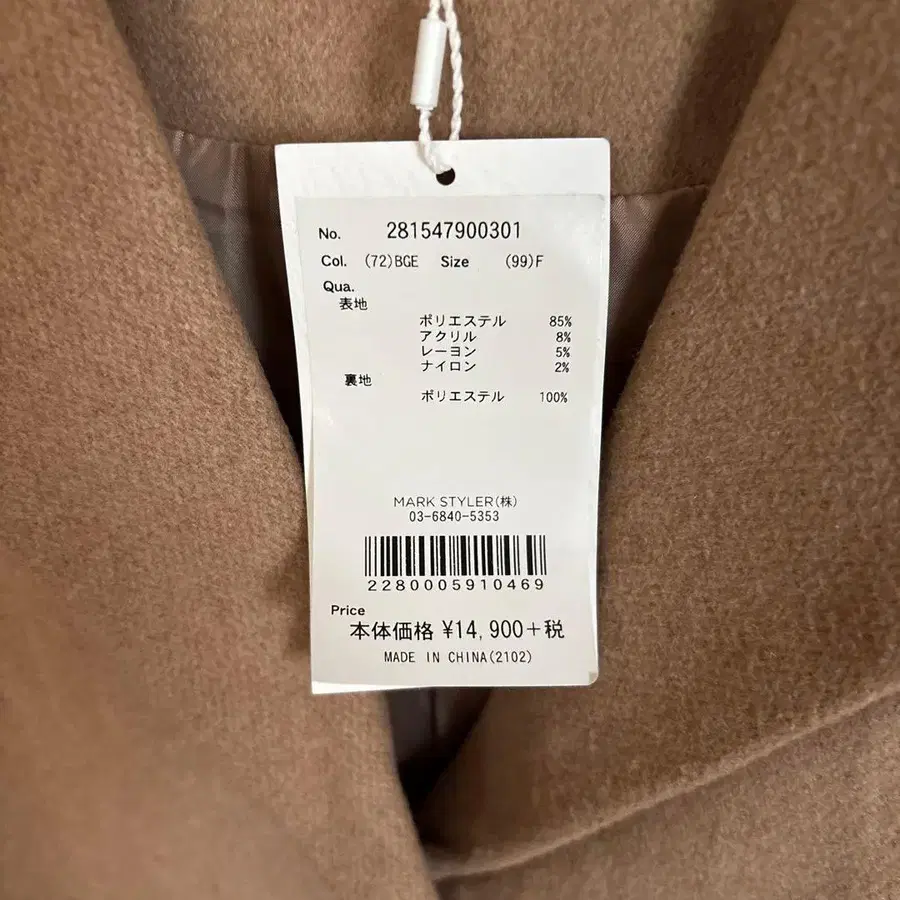 No. 281547900301
Col. (72)BGE Size (99)F
Qua.
表地
ポリエステル 85%
アクリル 8%
レーヨン 5%
ナイロン 2%
裏地
ポリエステル 100%
MARK STYLER(株)
03-6840-5353
2280005910469
Price
本体価格 ¥14,900+税
MADE IN CHINA(2102)